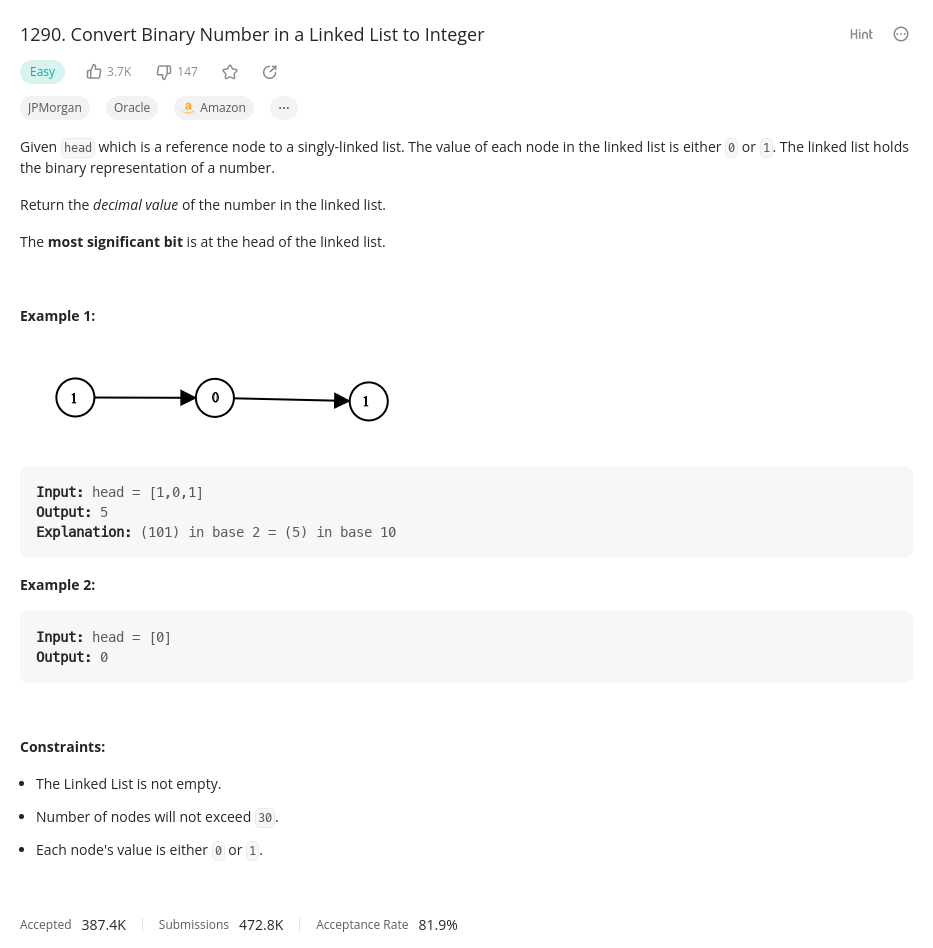 1290. Convert Binary Number in a Linked List to Integer
Hint
Easy 3.7K 147
JPMorgan Oracle a Amazon ...
Given head which is a reference node to a singly-linked list. The value of each node in the linked list is either 0 or 1. The linked list holds
the binary representation of a number.
Return the decimal value of the number in the linked list.
The most significant bit is at the head of the linked list.
Example 1:
1 0 1
Input: head = [1,0,1]
Output: 5
Explanation: (101) in base 2 = (5) in base 10
Example 2:
Input: head = [0]
Output: 0
Constraints:
• The Linked List is not empty.
• Number of nodes will not exceed 30.
• Each node's value is either 0 or 1.
Accepted 387.4K Submissions 472.8K Acceptance Rate 81.9%